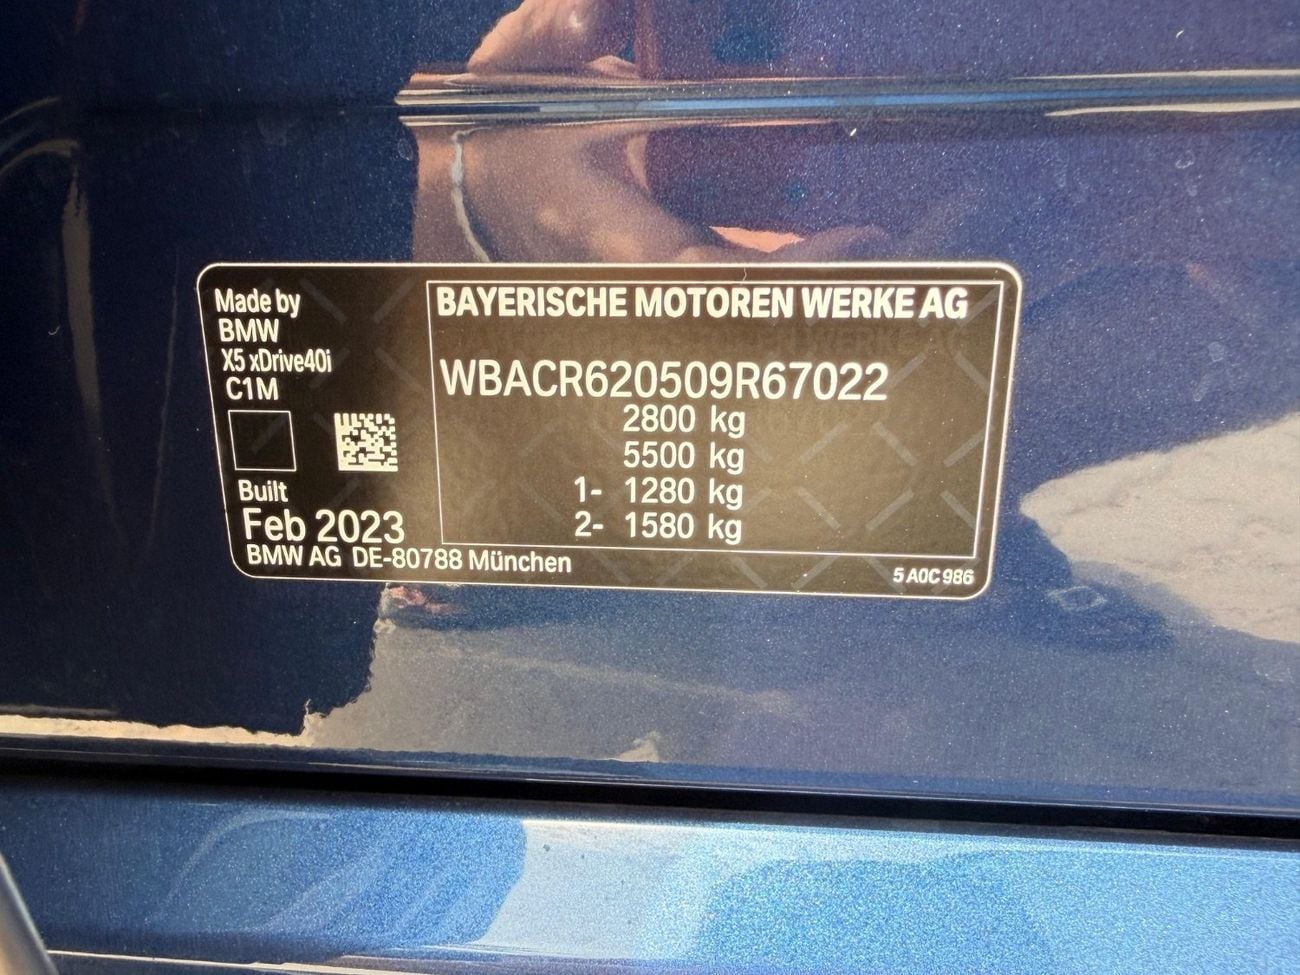 Made by
BMW
X5 xDrive40i
C1M
Built
Feb 2023
BMW AG DE-80788 München
BAYERISCHE MOTOREN WERKE AG
WBACR620509R67022
2800 kg
5500 kg
1- 1280 kg
2- 1580 kg
5 A0C 986